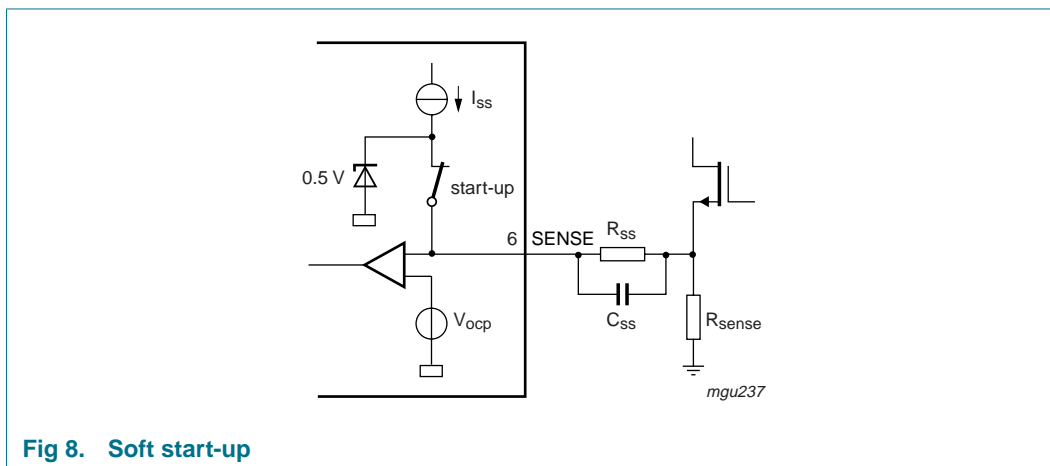 I_ss
0.5 V
start-up
6 SENSE
R_ss
C_ss
V_ocp
R_sense
mgu237
Fig 8. Soft start-up